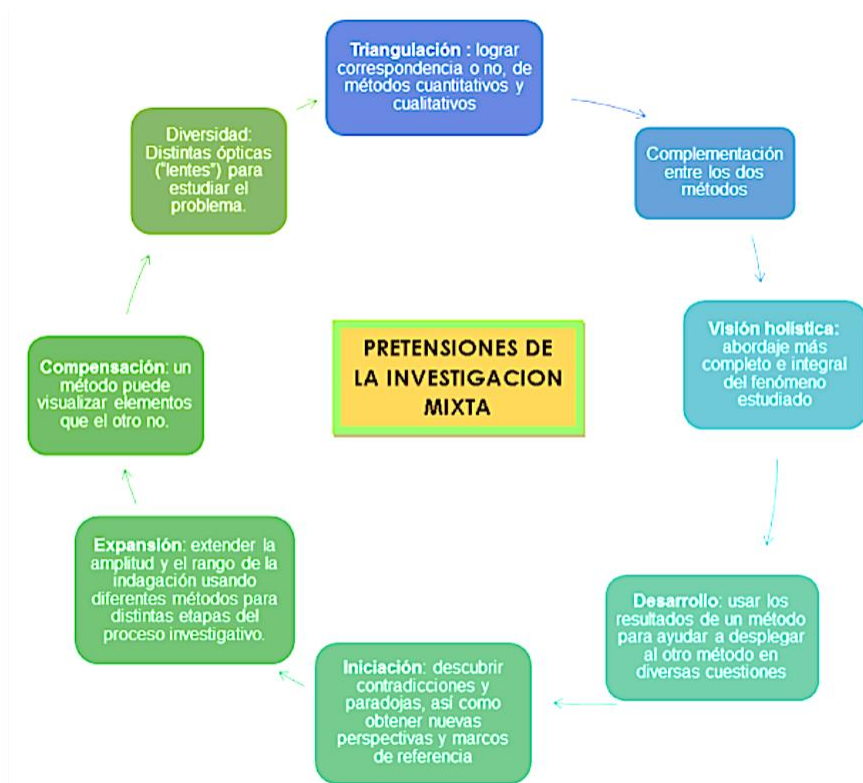 Triangulación : lograr
correspondencia o no, de
métodos cuantitativos y
cualitativos
Complementación
entre los dos
métodos
Visión holística:
abordaje más
completo e integral
del fenómeno
estudiado
Desarrollo: usar los
resultados de un método
para ayudar a desplegar
al otro método en
diversas cuestiones
Iniciación: descubrir
contradicciones y
paradojas, así como
obtener nuevas
perspectivas y marcos
de referencia
Expansión: extender la
amplitud y el rango de la
indagación usando
diferentes métodos para
distintas etapas del
proceso investigativo.
Compensación: un
método puede
visualizar elementos
que el otro no.
Diversidad:
Distintas ópticas
("lentes") para
estudiar el
problema.
PRETENSIONES DE
LA INVESTIGACION
MIXTA